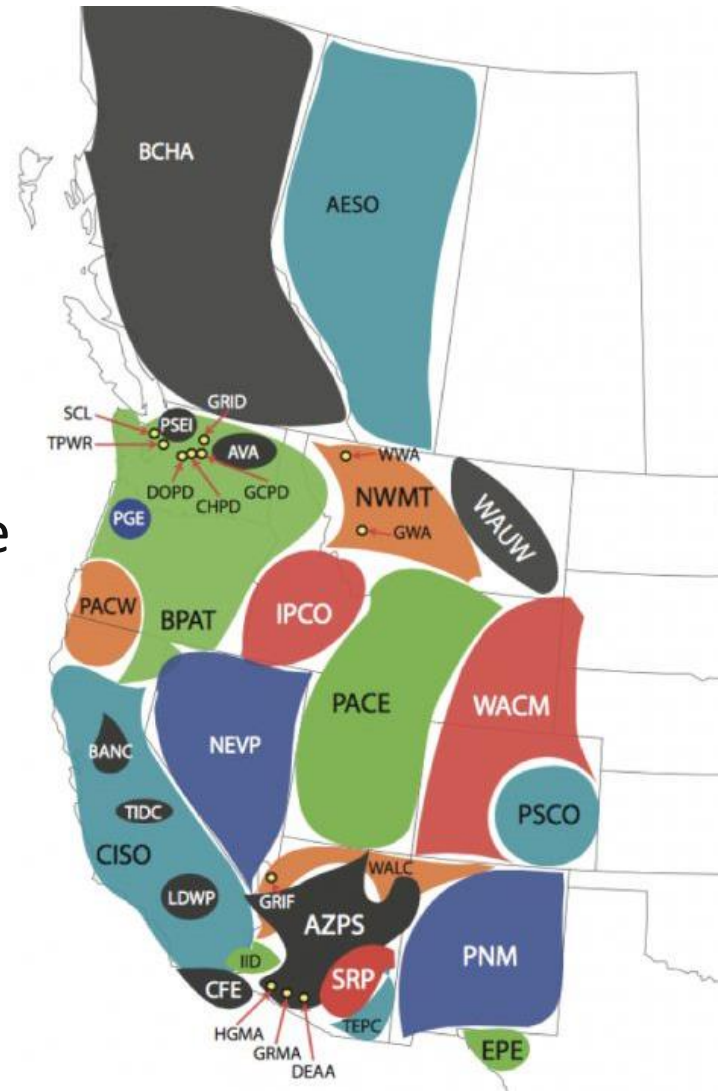 BCHA
AESO
SCL
PSEI
GRID
TPWR
AVA
WWA
DOPD
CHPD
GCPD
NWMT
WAUW
PGE
GWA
e
PACW
BPAT
IPCO
PACE
WACM
NEVP
BANC
TIDC
PSCO
CISO
WALC
LDWP
GRIF
AZPS
IID
PNM
CFE
SRP
TEPC
HGMA
GRMA
DEAA
EPE